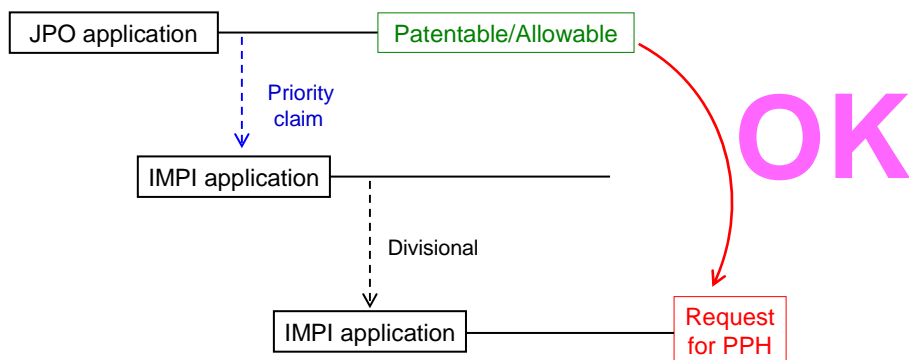 JPO application
Patentable/Allowable
Priority
claim
OK
IMPI application
Divisional
IMPI application
Request
for PPH